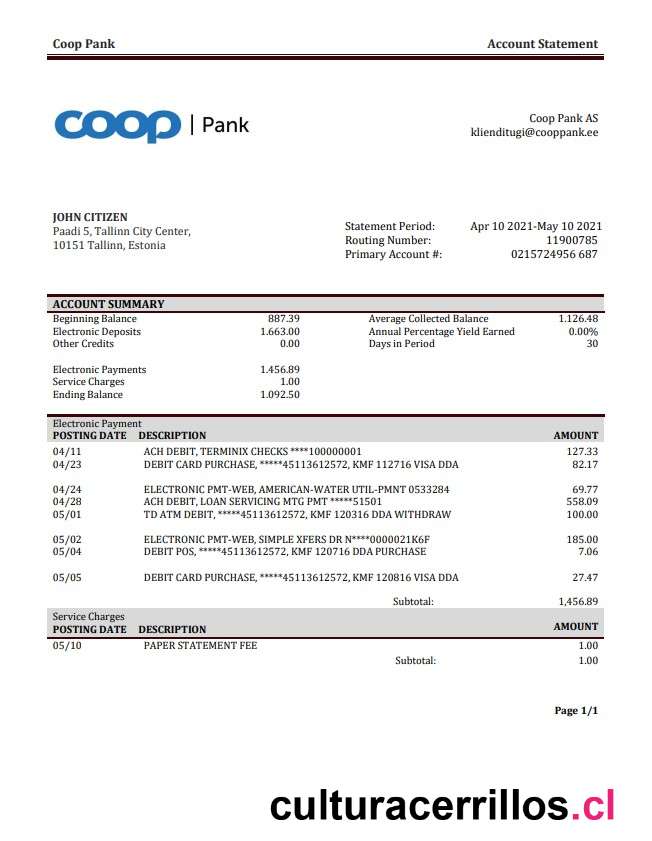 Coop Pank Account Statement
coop | Pank
Coop Pank AS
klienditugi@cooppank.ee
JOHN CITIZEN
Paadi 5, Tallinn City Center,
10151 Tallinn, Estonia
Statement Period: Apr 10 2021-May 10 2021
Routing Number: 11900785
Primary Account #: 0215724956 687
ACCOUNT SUMMARY
Beginning Balance 887.39 Average Collected Balance 1.126.48
Electronic Deposits 1.663.00 Annual Percentage Yield Earned 0.00%
Other Credits 0.00 Days in Period 30
Electronic Payments 1.456.89
Service Charges 1.00
Ending Balance 1.092.50
Electronic Payment
POSTING DATE DESCRIPTION AMOUNT
04/11 ACH DEBIT, TERMINIX CHECKS ****100000001 127.33
04/23 DEBIT CARD PURCHASE, *****45113612572, KMF 112716 VISA DDA 82.17
04/24 ELECTRONIC PMT-WEB, AMERICAN-WATER UTIL-PMNT 0533284 69.77
04/28 ACH DEBIT, LOAN SERVICING MTG PMT *****51501 558.09
05/01 TD ATM DEBIT, *****45113612572, KMF 120316 DDA WITHDRAW 100.00
05/02 ELECTRONIC PMT-WEB, SIMPLE XFERS DR N****0000021K6F 185.00
05/04 DEBIT POS, *****45113612572, KMF 120716 DDA PURCHASE 7.06
05/05 DEBIT CARD PURCHASE, *****45113612572, KMF 120816 VISA DDA 27.47
Subtotal: 1,456.89
Service Charges
POSTING DATE DESCRIPTION AMOUNT
05/10 PAPER STATEMENT FEE 1.00
Subtotal: 1.00
Page 1/1
culturacerrillos.cl